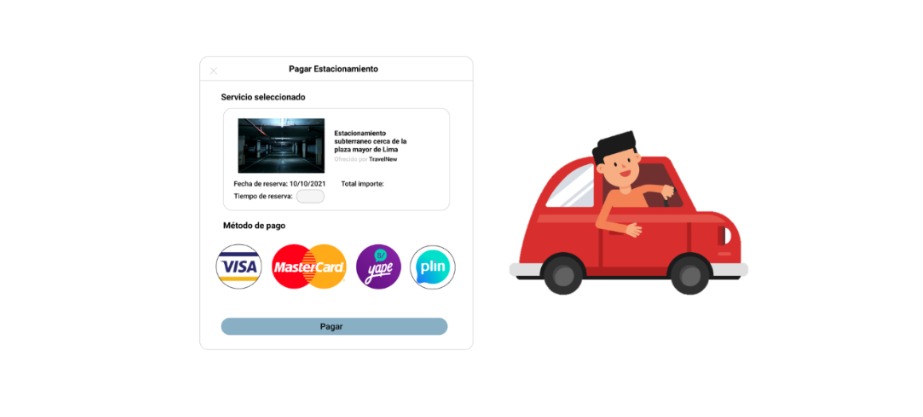 Pagar Estacionamiento
Servicio seleccionado
Estacionamiento
subterraneo cerca de la
plaza mayor de Lima
Ofrecido por TravelNew
Fecha de reserva: 10/10/2021 Total importe:
Tiempo de reserva:
Método de pago
VISA MasterCard yape plin
Pagar